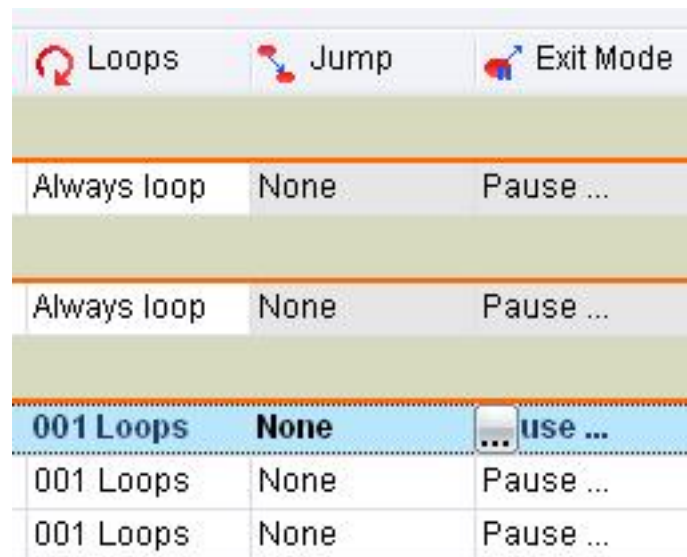 Loops Jump Exit Mode
Always loop None Pause ...
Always loop None Pause ...
001 Loops None ... use ...
001 Loops None Pause ...
001 Loops None Pause ...